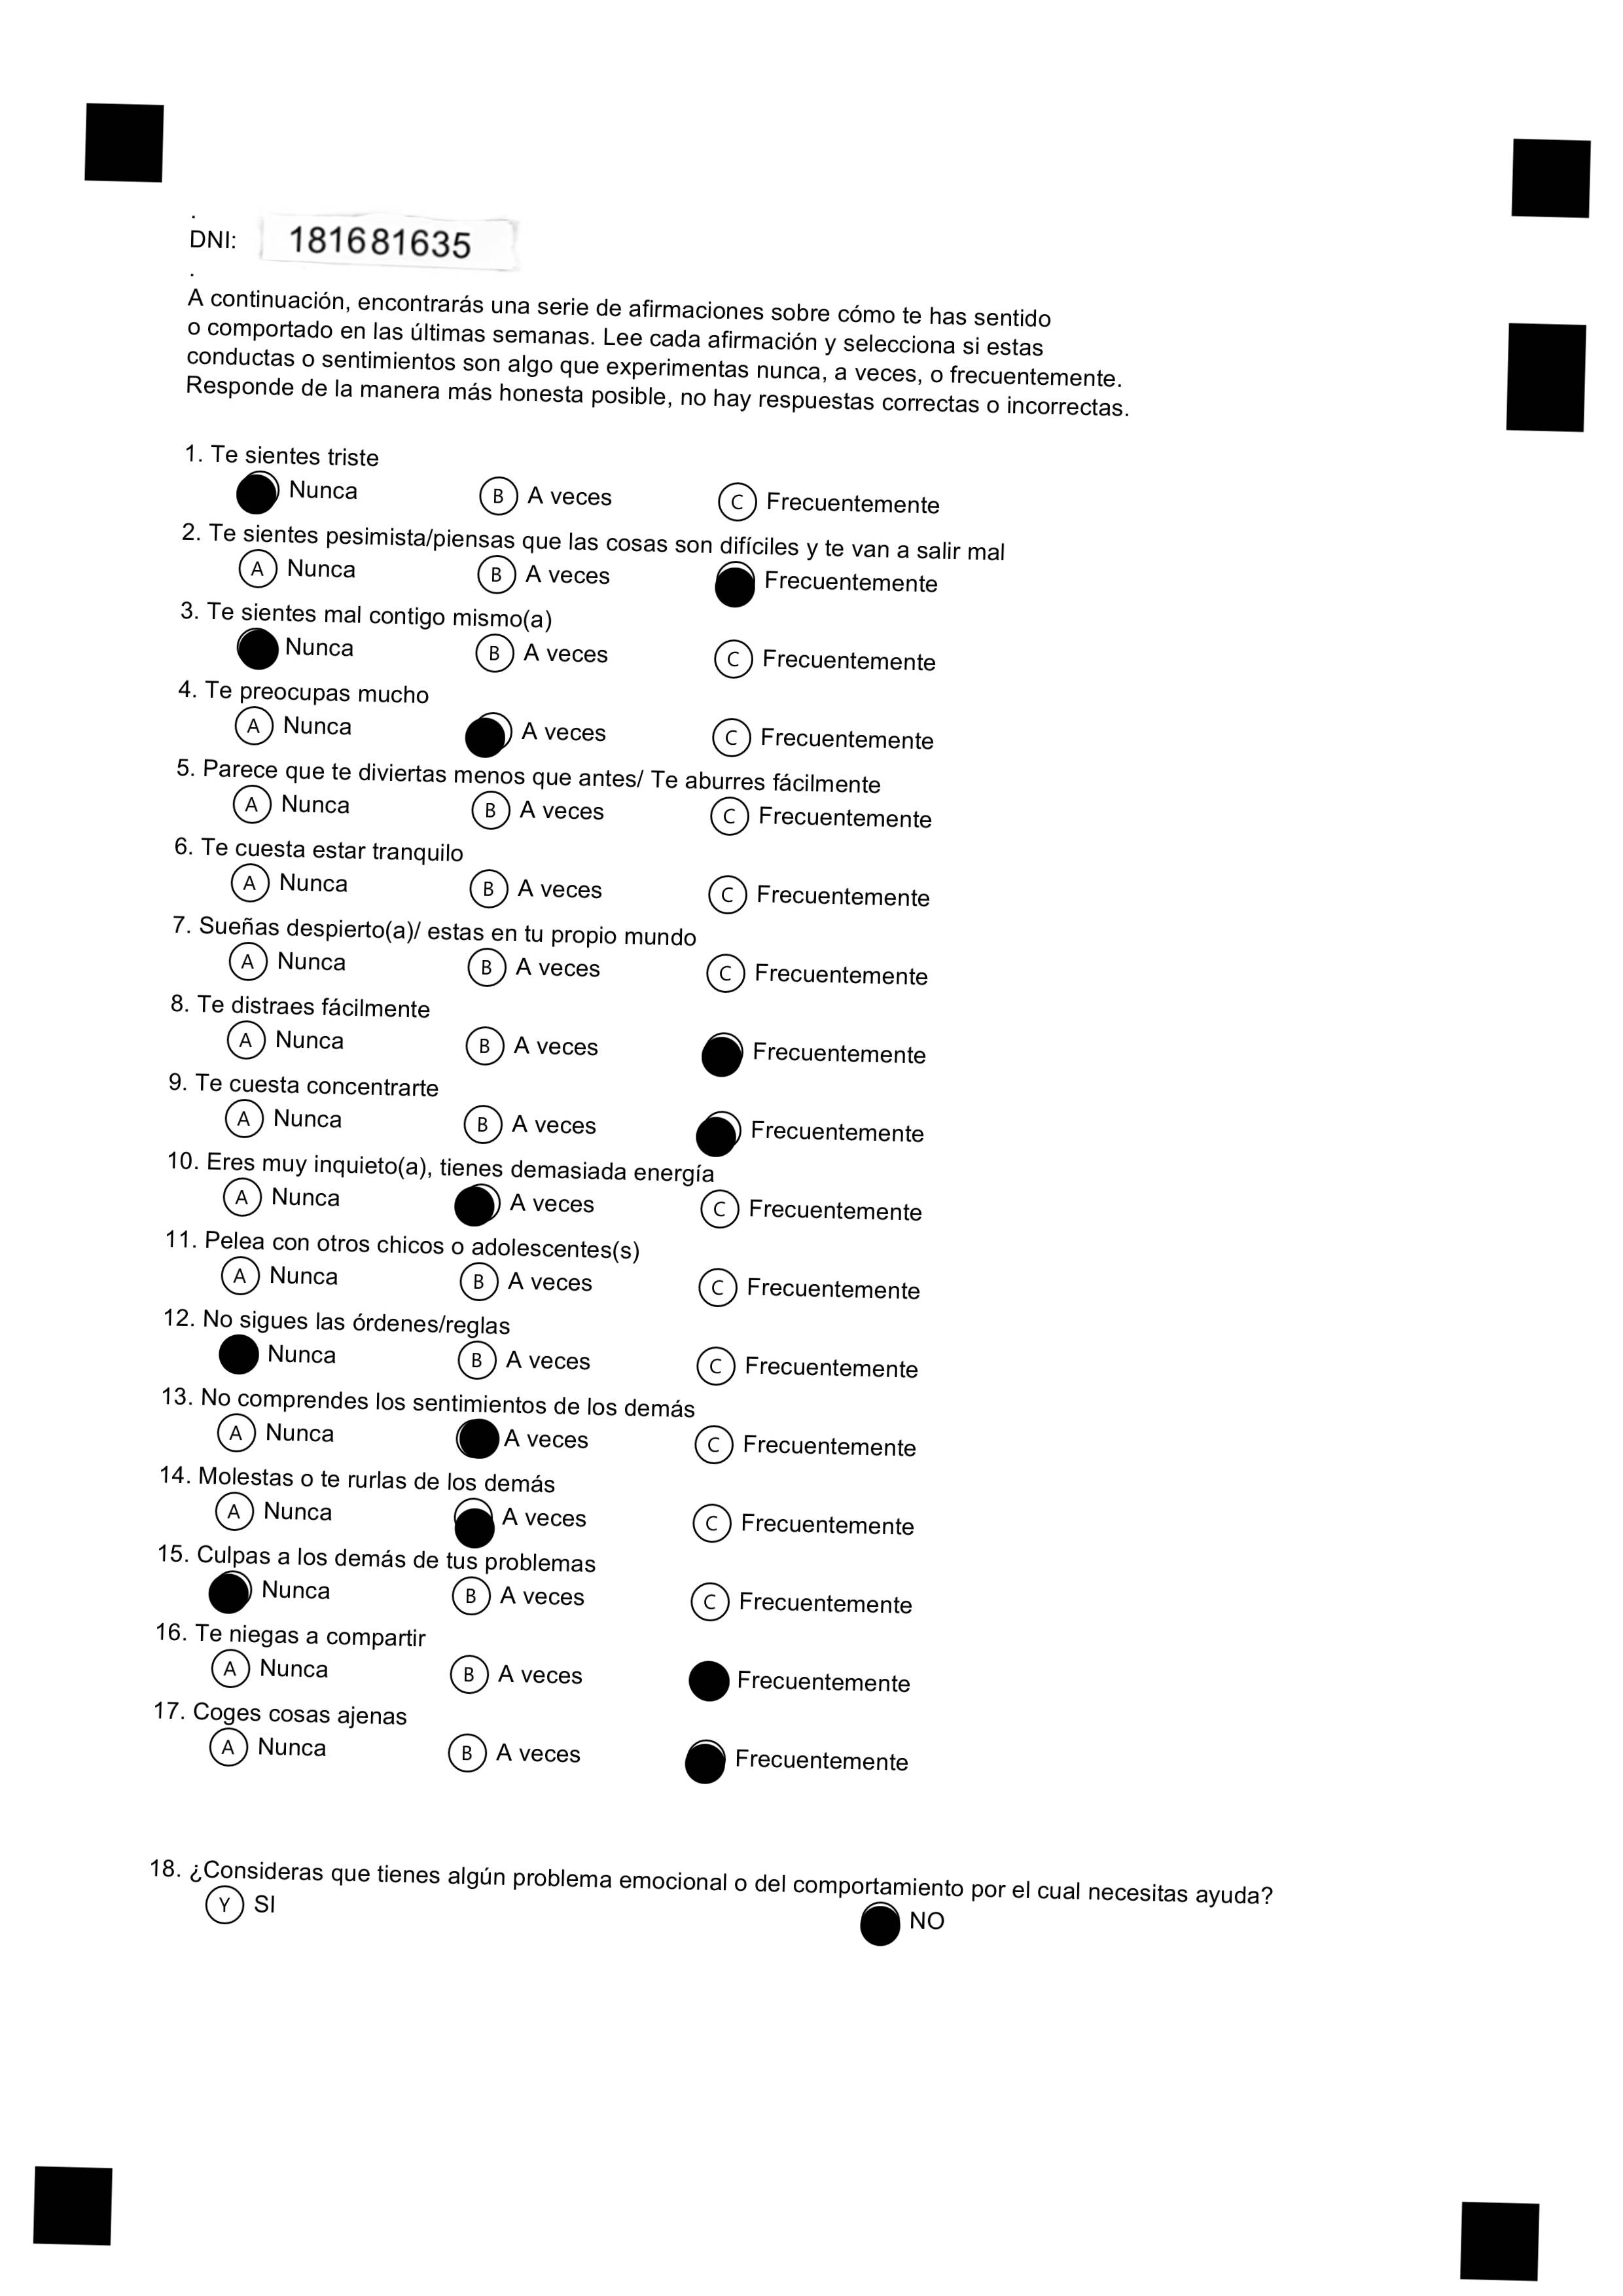 .
DNI: 181681635
.
A continuación, encontrarás una serie de afirmaciones sobre cómo te has sentido
o comportado en las últimas semanas. Lee cada afirmación y selecciona si estas
conductas o sentimientos son algo que experimentas nunca, a veces, o frecuentemente.
Responde de la manera más honesta posible, no hay respuestas correctas o incorrectas.
1. Te sientes triste
Nunca B A veces C Frecuentemente
2. Te sientes pesimista/piensas que las cosas son difíciles y te van a salir mal
A Nunca B A veces Frecuentemente
3. Te sientes mal contigo mismo(a)
Nunca B A veces C Frecuentemente
4. Te preocupas mucho
A Nunca A veces C Frecuentemente
5. Parece que te diviertas menos que antes/ Te aburres fácilmente
A Nunca B A veces C Frecuentemente
6. Te cuesta estar tranquilo
A Nunca B A veces C Frecuentemente
7. Sueñas despierto(a)/ estas en tu propio mundo
A Nunca B A veces C Frecuentemente
8. Te distraes fácilmente
A Nunca B A veces Frecuentemente
9. Te cuesta concentrarte
A Nunca B A veces Frecuentemente
10. Eres muy inquieto(a), tienes demasiada energía
A Nunca A veces C Frecuentemente
11. Pelea con otros chicos o adolescentes(s)
A Nunca B A veces C Frecuentemente
12. No sigues las órdenes/reglas
Nunca B A veces C Frecuentemente
13. No comprendes los sentimientos de los demás
A Nunca A veces C Frecuentemente
14. Molestas o te rurlas de los demás
A Nunca A veces C Frecuentemente
15. Culpas a los demás de tus problemas
Nunca B A veces C Frecuentemente
16. Te niegas a compartir
A Nunca B A veces Frecuentemente
17. Coges cosas ajenas
A Nunca B A veces Frecuentemente
18. ¿Consideras que tienes algún problema emocional o del comportamiento por el cual necesitas ayuda?
Y SI NO